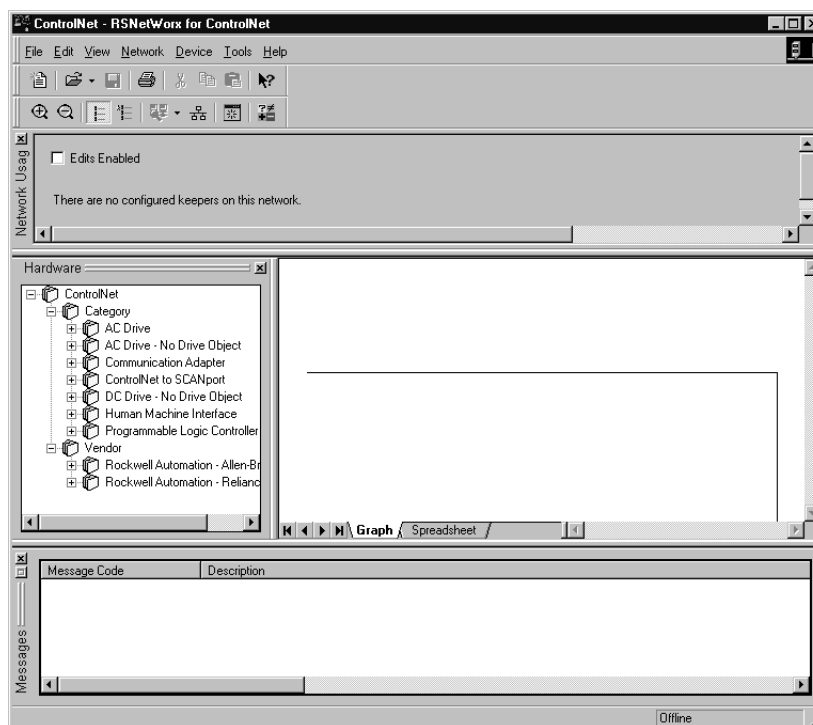 ControlNet - RSNetWorx for ControlNet
File Edit View Network Device Tools Help
Network Usag
Edits Enabled
There are no configured keepers on this network.
Hardware
ControlNet
Category
AC Drive
AC Drive - No Drive Object
Communication Adapter
ControlNet to SCANport
DC Drive - No Drive Object
Human Machine Interface
Programmable Logic Controller
Vendor
Rockwell Automation - Allen-Br
Rockwell Automation - Relianc
Graph Spreadsheet
Messages
Message Code Description
Offline